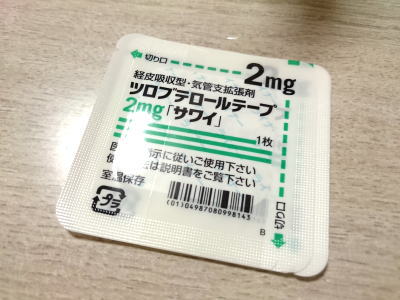 切り口
2mg
経皮吸収型・気管支拡張剤
ツロブテロールテープ
2mg「サワイ」
1枚
指示に従いご使用下さい
は説明書をご覧下さい
室温保存
プラ
(01)04987080998143
切り口
B